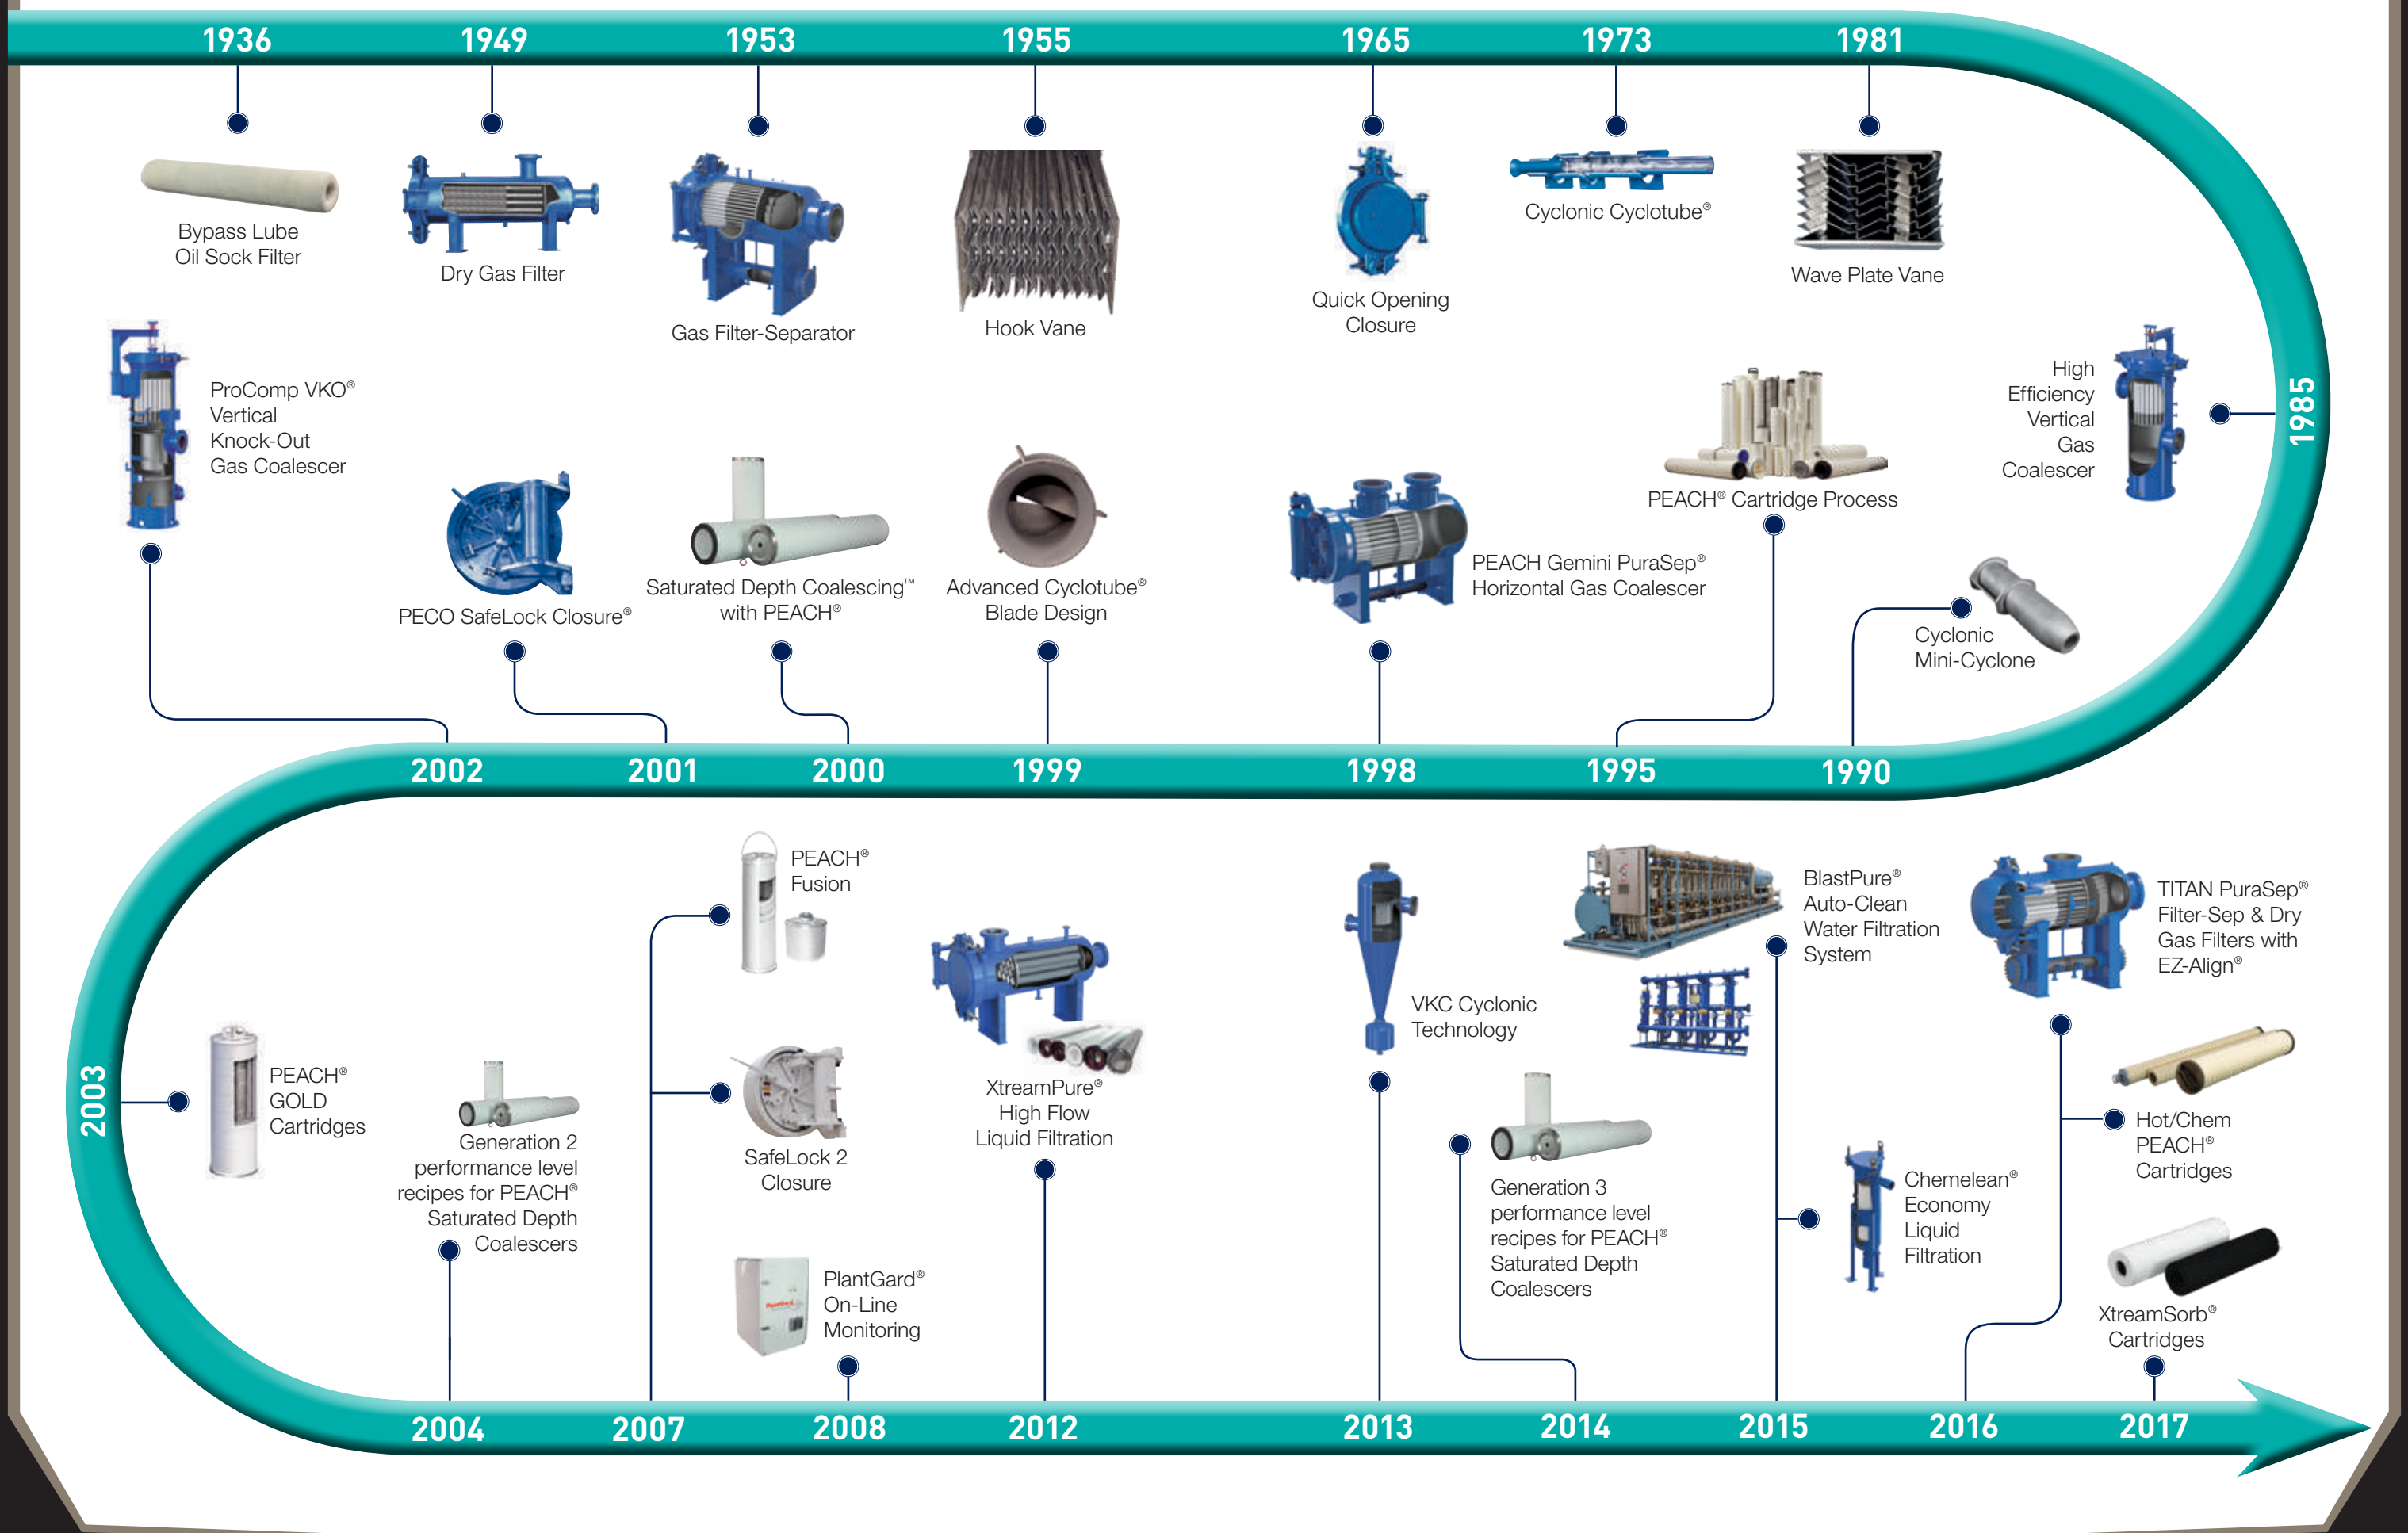 1936
1949
1953
1955
1965
1973
1981
Bypass Lube
Oil Sock Filter
Dry Gas Filter
Gas Filter-Separator
Hook Vane
Quick Opening
Closure
Cyclonic Cyclotube®
Wave Plate Vane
1985
High
Efficiency
Vertical
Gas
Coalescer
Cyclonic
Mini-Cyclone
PEACH® Cartridge Process
PEACH Gemini PuraSep®
Horizontal Gas Coalescer
Advanced Cyclotube®
Blade Design
Saturated Depth Coalescing™
with PEACH®
PECO SafeLock Closure®
ProComp VKO®
Vertical
Knock-Out
Gas Coalescer
2002
2001
2000
1999
1998
1995
1990
2003
PEACH®
GOLD
Cartridges
Generation 2
performance level
recipes for PEACH®
Saturated Depth
Coalescers
PEACH®
Fusion
SafeLock 2
Closure
PlantGard®
On-Line
Monitoring
XtreamPure®
High Flow
Liquid Filtration
VKC Cyclonic
Technology
Generation 3
performance level
recipes for PEACH®
Saturated Depth
Coalescers
BlastPure®
Auto-Clean
Water Filtration
System
Chemelean®
Economy
Liquid
Filtration
TITAN PuraSep®
Filter-Sep & Dry
Gas Filters with
EZ-Align®
Hot/Chem
PEACH®
Cartridges
XtreamSorb®
Cartridges
2004
2007
2008
2012
2013
2014
2015
2016
2017